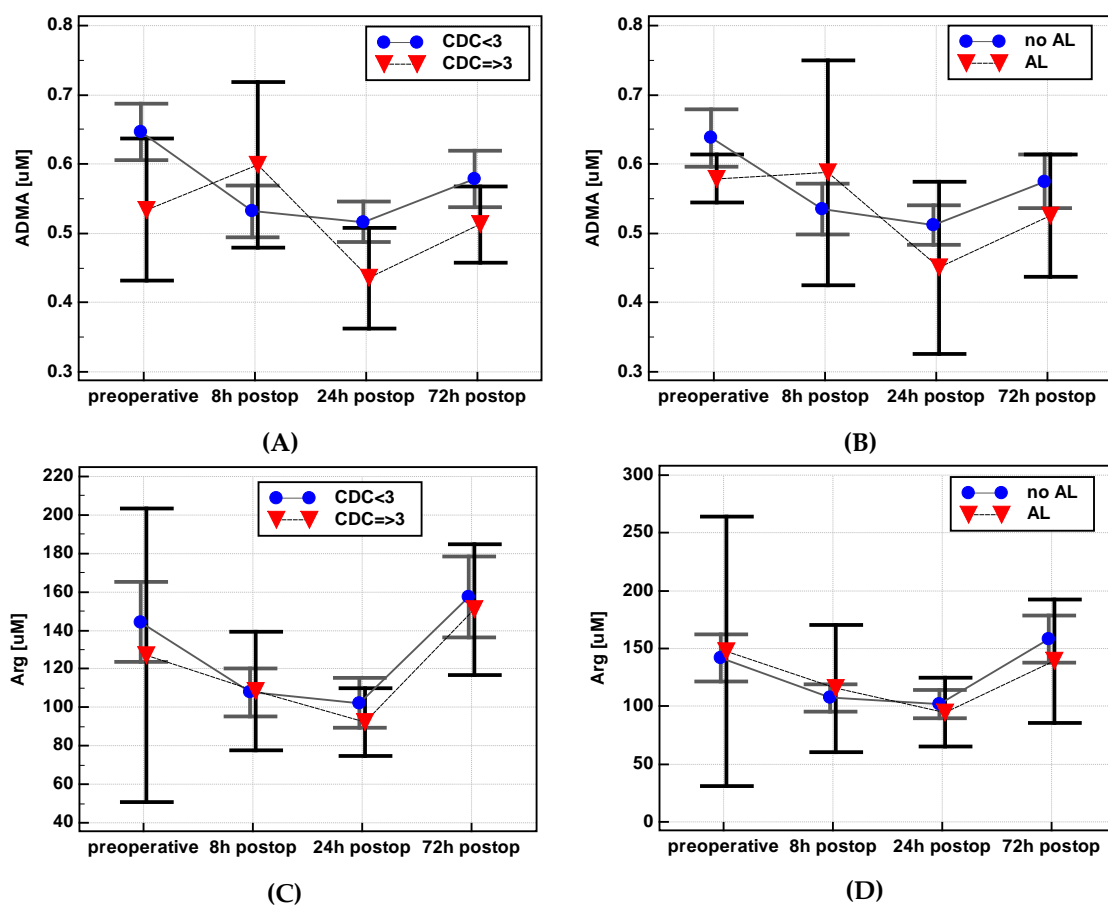 0.8
0.7
0.6
0.5
0.4
0.3
ADMA [uM]
CDC<3
CDC=>3
preoperative 8h postop 24h postop 72h postop
(A)
0.8
0.7
0.6
0.5
0.4
0.3
ADMA [uM]
no AL
AL
preoperative 8h postop 24h postop 72h postop
(B)
220
200
180
160
140
120
100
80
60
40
Arg [uM]
CDC<3
CDC=>3
preoperative 8h postop 24h postop 72h postop
(C)
300
250
200
150
100
50
0
Arg [uM]
no AL
AL
preoperative 8h postop 24h postop 72h postop
(D)